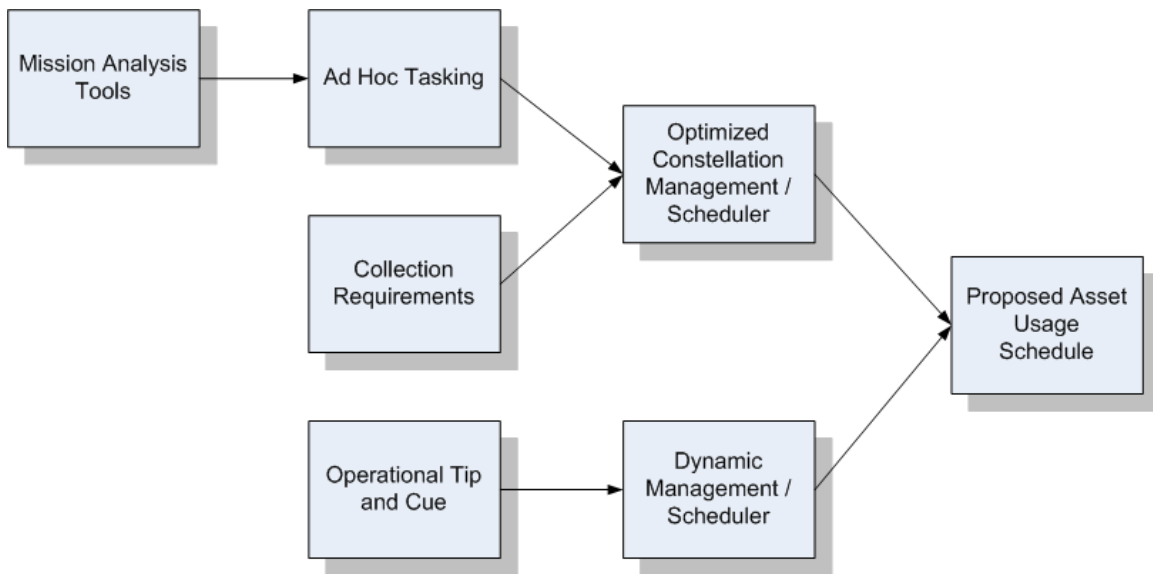 Mission Analysis
Tools
Ad Hoc Tasking
Optimized
Constellation
Management /
Scheduler
Collection
Requirements
Proposed Asset
Usage
Schedule
Operational Tip
and Cue
Dynamic
Management /
Scheduler